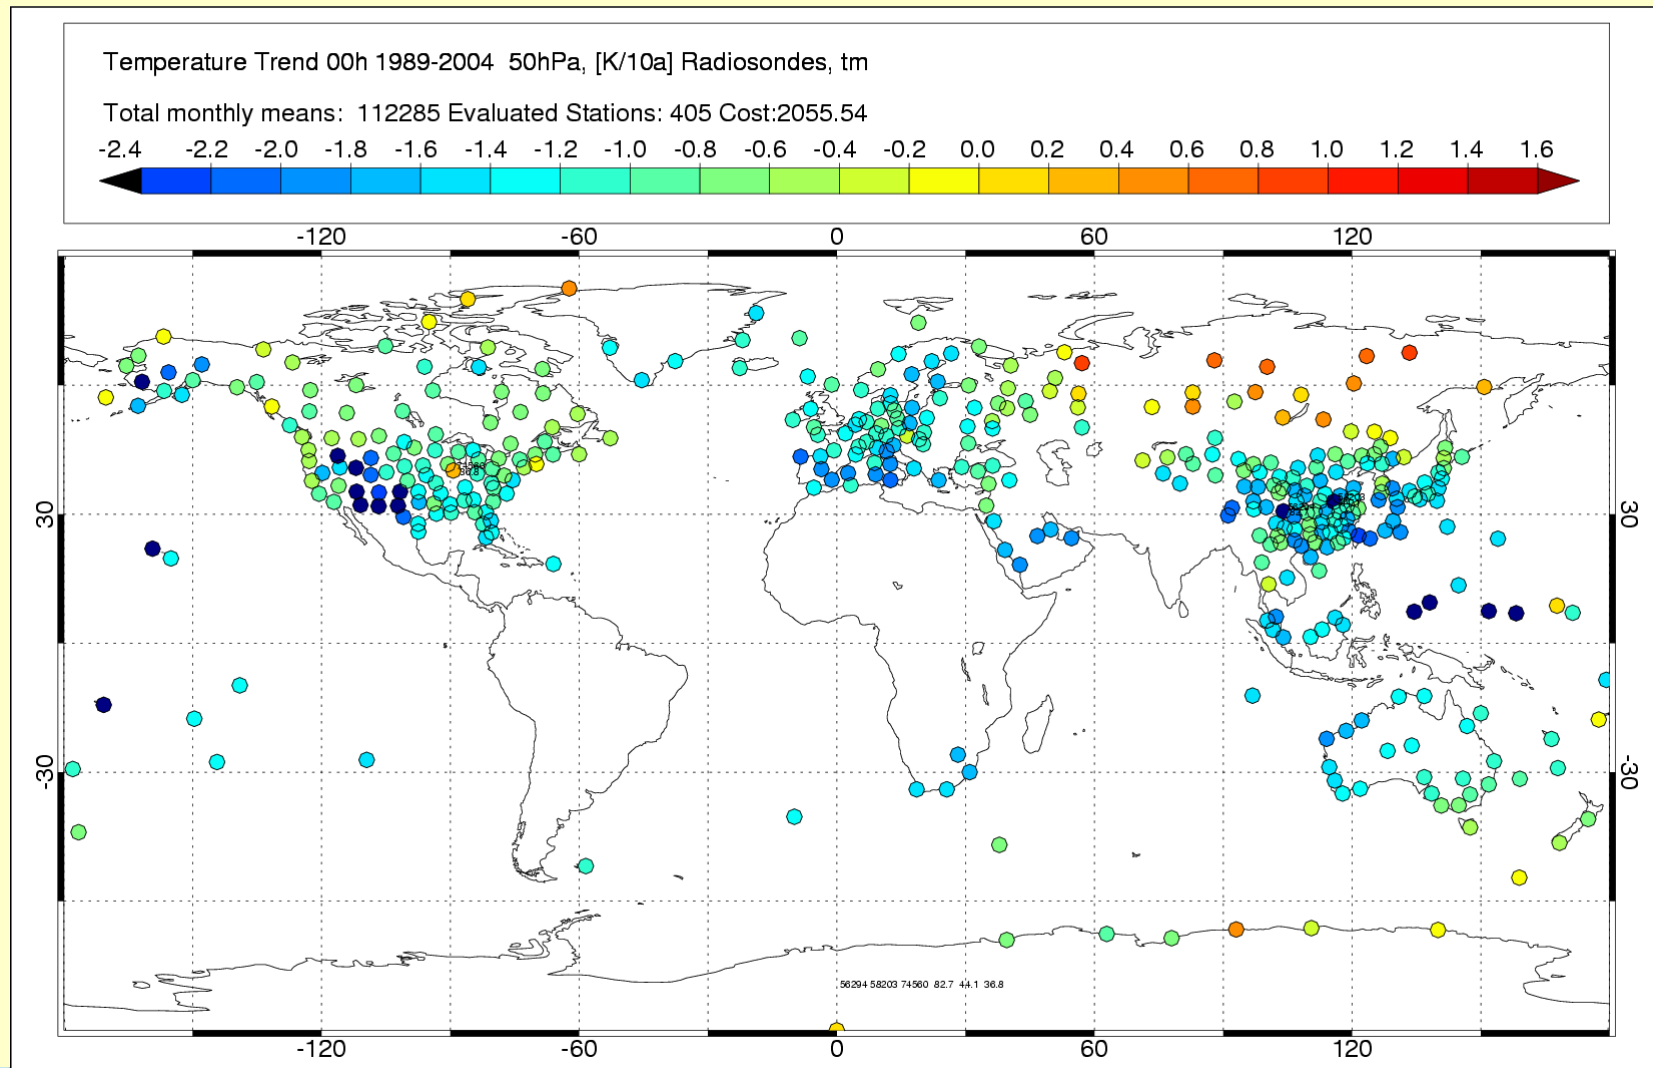 Temperature Trend 00h 1989-2004 50hPa, [K/10a] Radiosondes, tm
Total monthly means: 112285 Evaluated Stations: 405 Cost:2055.54
-2.4 -2.2 -2.0 -1.8 -1.6 -1.4 -1.2 -1.0 -0.8 -0.6 -0.4 -0.2 0.0 0.2 0.4 0.6 0.8 1.0 1.2 1.4 1.6
-120 -60 0 60 120
30 30
-30 -30
56294 58203 74560 82.7 44.1 36.8
-120 -60 0 60 120